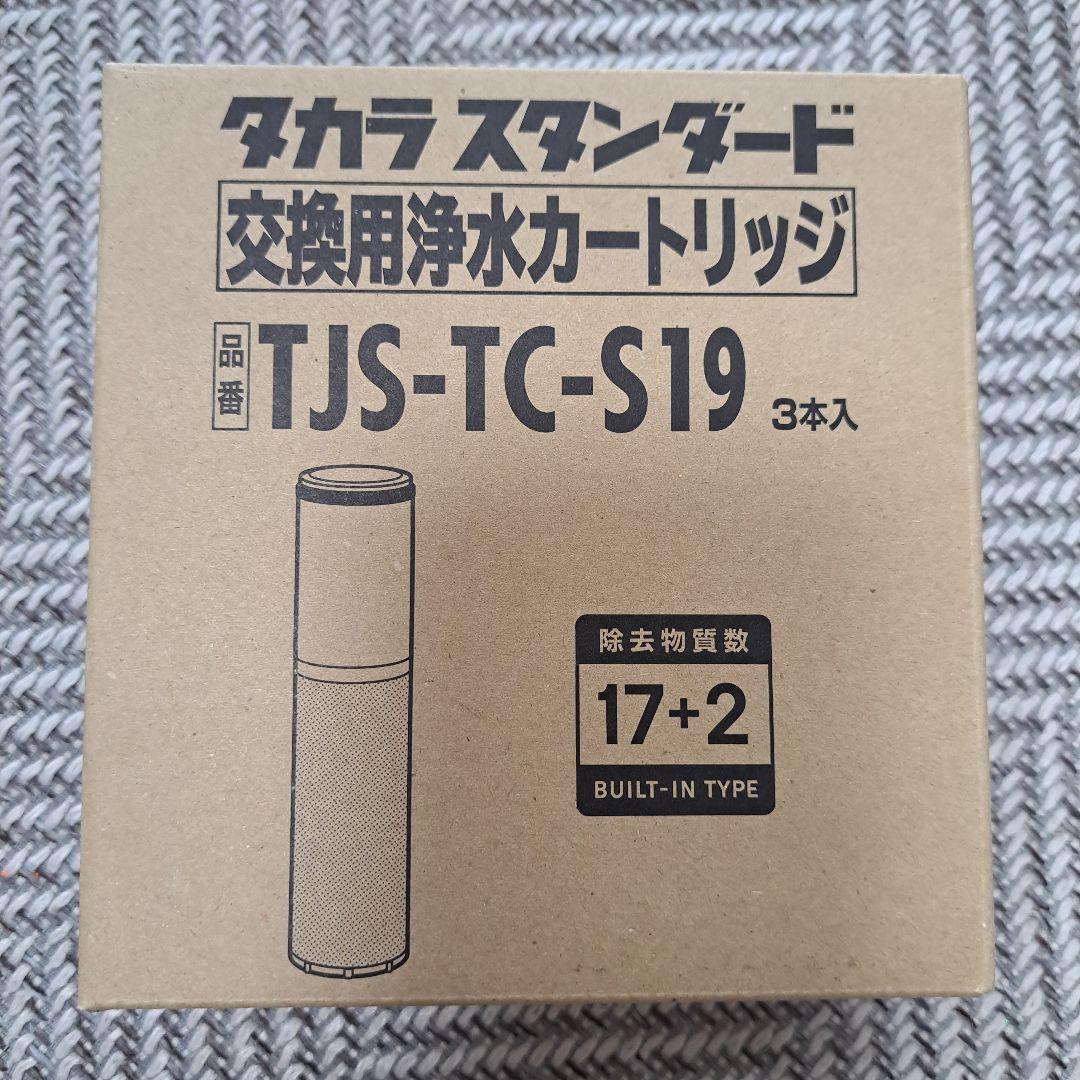 タカラスタンダード
交換用浄水カートリッジ
品番 TJS-TC-S19 3本入
除去物質数
17+2
BUILT-IN TYPE